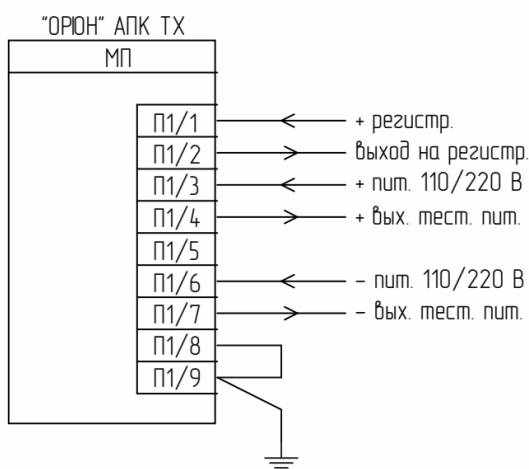 "ОРІОН" АПК ТХ
МП
П1/1 + регистр.
П1/2 выход на регистр.
П1/3 + пит. 110/220 В
П1/4 + вых. тест. пит.
П1/5
П1/6 – пит. 110/220 В
П1/7 – вых. тест. пит.
П1/8
П1/9